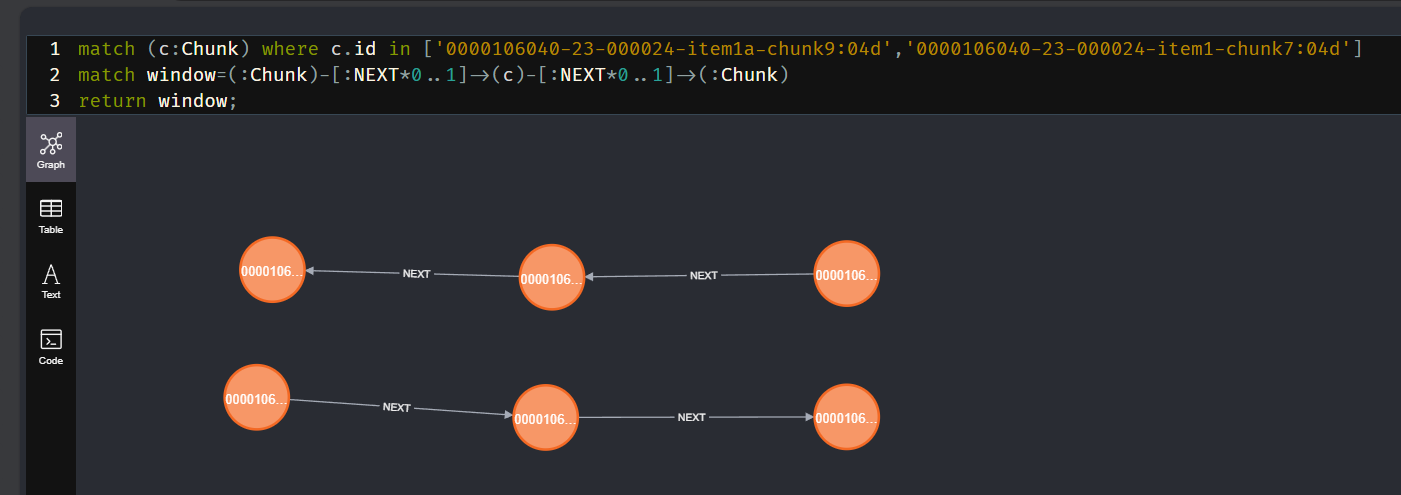 1 match (c:Chunk) where c.id in ['0000106040-23-000024-item1a-chunk9:04d','0000106040-23-000024-item1-chunk7:04d']
2 match window=(:Chunk)-[:NEXT*0..1]->(c)-[:NEXT*0..1]->(:Chunk)
3 return window;
Graph
Table
Text
Code
0000106... NEXT 0000106... NEXT 0000106...
0000106... NEXT 0000106... NEXT 0000106...